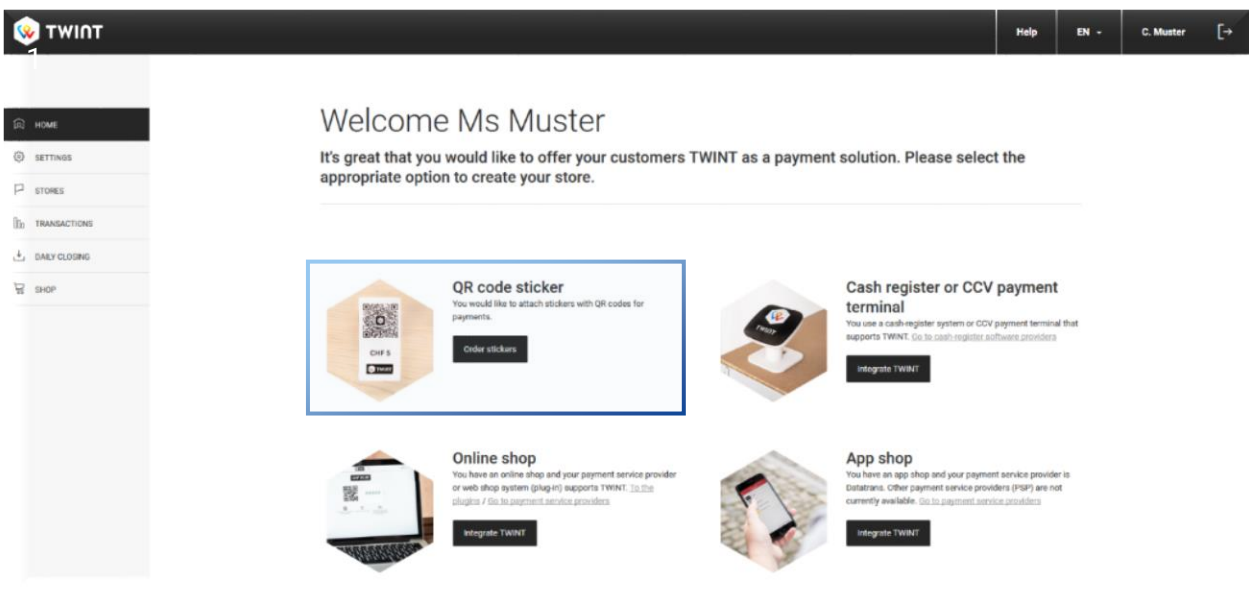 TWINT
Help
EN
C. Muster
1
HOME
SETTINGS
STORES
TRANSACTIONS
DAILY CLOSING
SHOP
Welcome Ms Muster
It's great that you would like to offer your customers TWINT as a payment solution. Please select the
appropriate option to create your store.
QR code sticker
You would like to attach stickers with QR codes for
payments.
Order stickers
CHF 5
TWINT
Cash register or CCV payment
terminal
You use a cash-register system or CCV payment terminal that
supports TWINT. Go to cash-register software providers
Integrate TWINT
TWINT
Online shop
You have an online shop and your payment service provider
or web shop system (plug-in) supports TWINT. To the
plugins / Go to payment service providers
Integrate TWINT
App shop
You have an app shop and your payment service provider is
Datatrans. Other payment service providers (PSP) are not
currently available. Go to payment service providers
Integrate TWINT